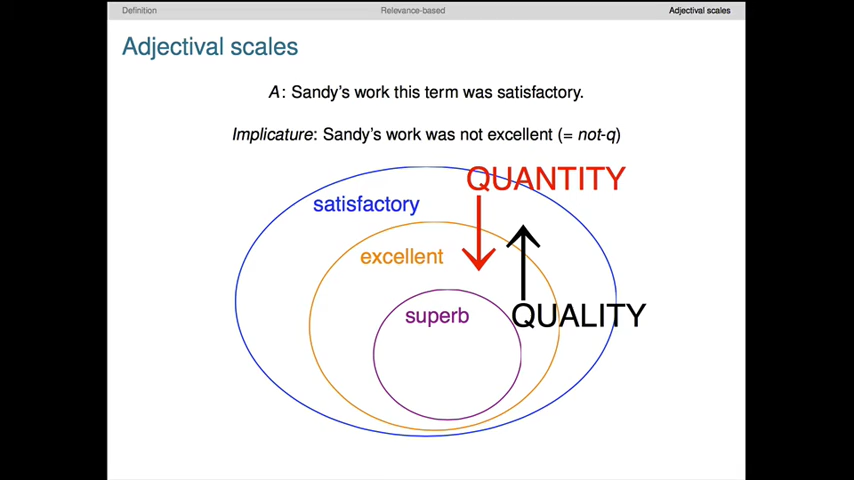 Definition Relevance-based Adjectival scales
Adjectival scales
A: Sandy's work this term was satisfactory.
Implicature: Sandy's work was not excellent (= not-q)
QUANTITY
satisfactory
excellent
superb
QUALITY